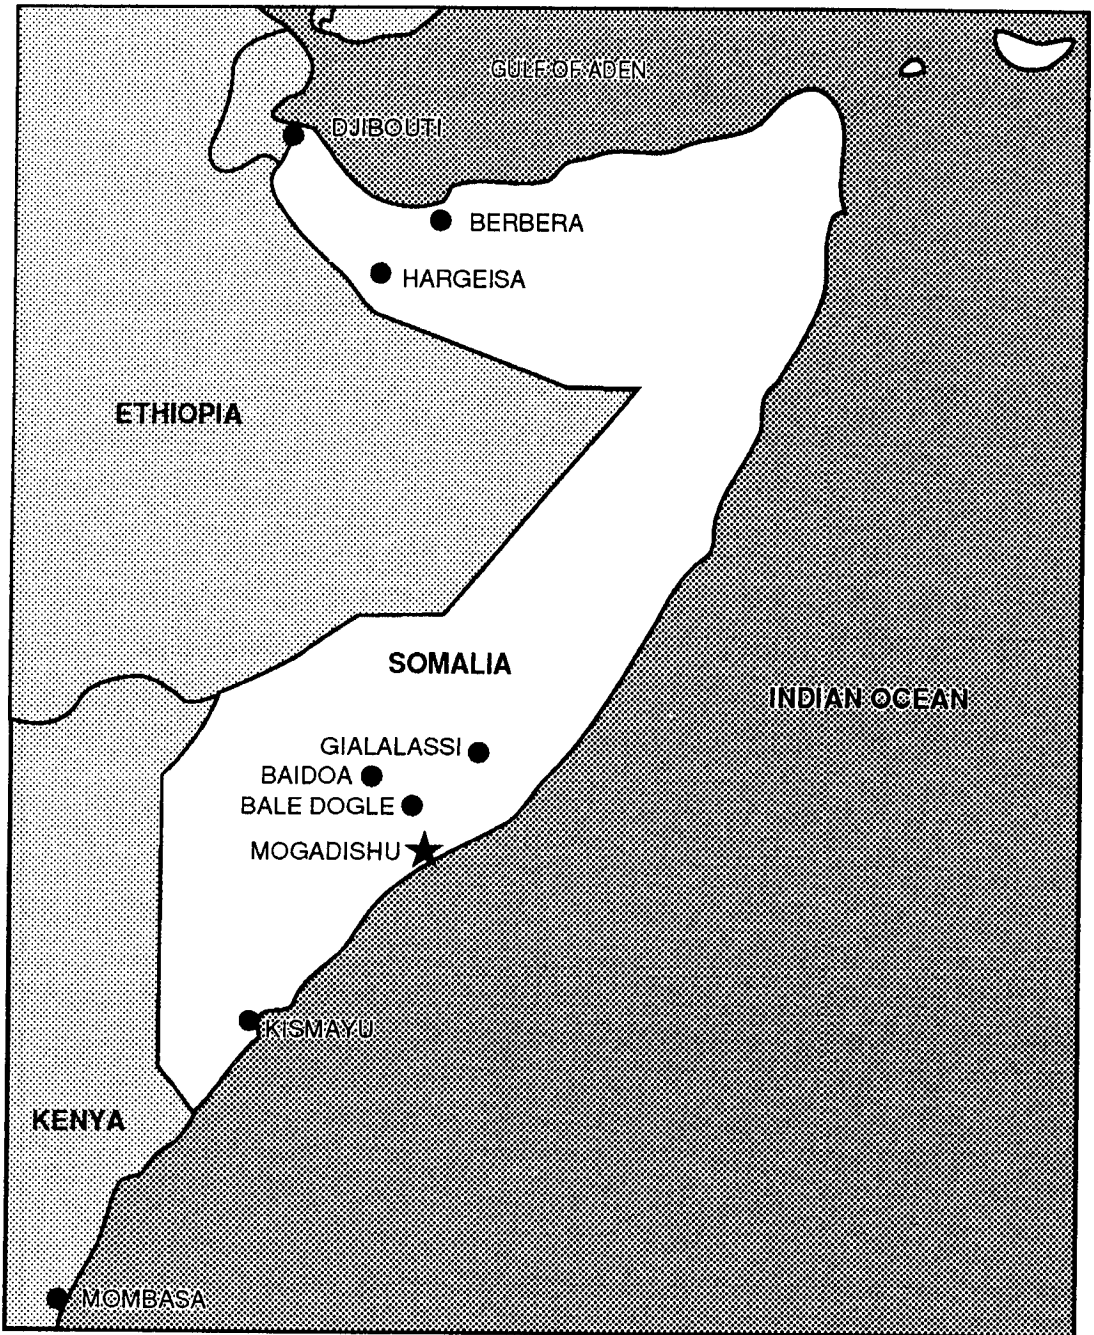 GULF OF ADEN
DJIBOUTI
BERBERA
HARGEISA
ETHIOPIA
SOMALIA
INDIAN OCEAN
GIALALASSI
BAIDOA
BALE DOGLE
MOGADISHU
KISMAYU
KENYA
MOMBASA